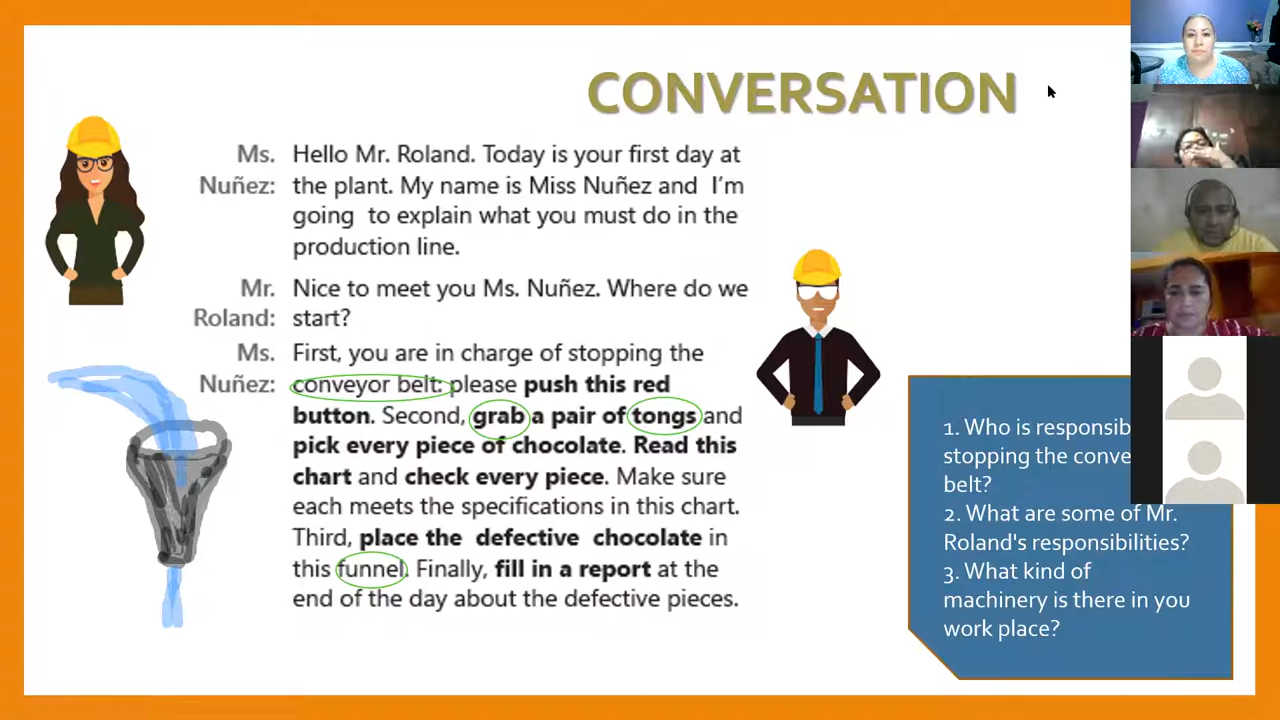 CONVERSATION
Ms. Hello Mr. Roland. Today is your first day at
Nuñez: the plant. My name is Miss Nuñez and I'm
going to explain what you must do in the
production line.
Mr. Nice to meet you Ms. Nuñez. Where do we
Roland: start?
Ms. First, you are in charge of stopping the
Nuñez: conveyor belt: please push this red
button. Second, grab a pair of tongs and
pick every piece of chocolate. Read this
chart and check every piece. Make sure
each meets the specifications in this chart.
Third, place the defective chocolate in
this funnel. Finally, fill in a report at the
end of the day about the defective pieces.
1. Who is
stopping the
belt?
2. What are some of Mr.
Roland's responsibilities?
3. What kind of
machinery is there in you
work place?